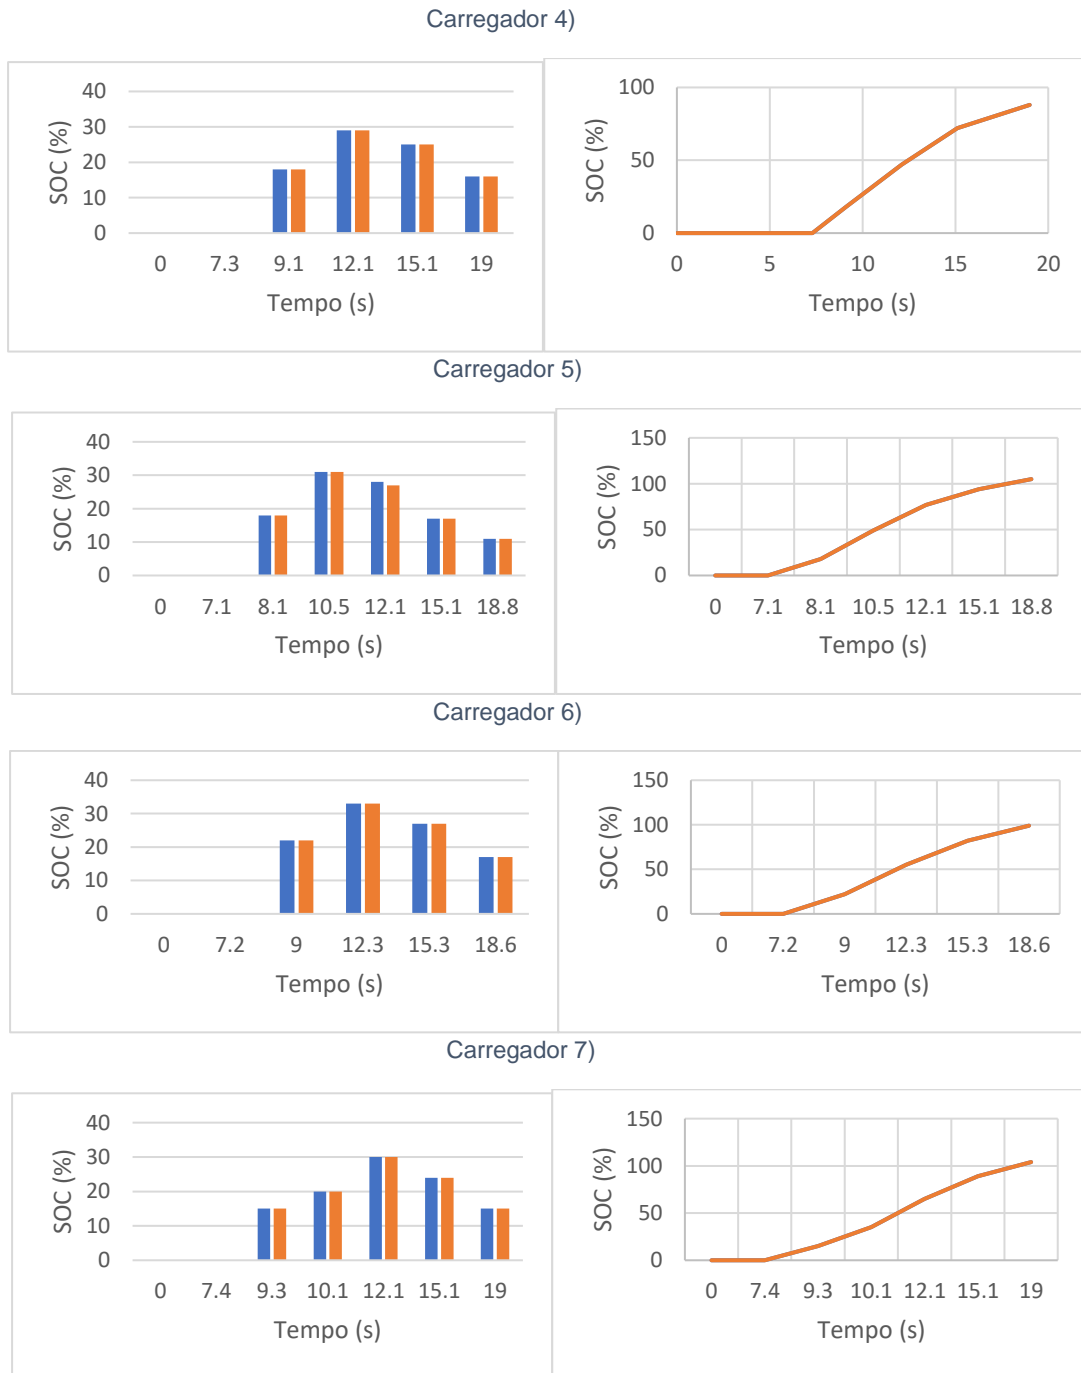 Carregador 4)
40
30
20
10
0
SOC (%)
0 7.3 9.1 12.1 15.1 19
Tempo (s)
100
50
0
SOC (%)
0 5 10 15 20
Tempo (s)
Carregador 5)
40
30
20
10
0
SOC (%)
0 7.1 8.1 10.5 12.1 15.1 18.8
Tempo (s)
150
100
50
0
SOC (%)
0 7.1 8.1 10.5 12.1 15.1 18.8
Tempo (s)
Carregador 6)
40
30
20
10
0
SOC (%)
0 7.2 9 12.3 15.3 18.6
Tempo (s)
150
100
50
0
SOC (%)
0 7.2 9 12.3 15.3 18.6
Tempo (s)
Carregador 7)
40
30
20
10
0
SOC (%)
0 7.4 9.3 10.1 12.1 15.1 19
Tempo (s)
150
100
50
0
SOC (%)
0 7.4 9.3 10.1 12.1 15.1 19
Tempo (s)